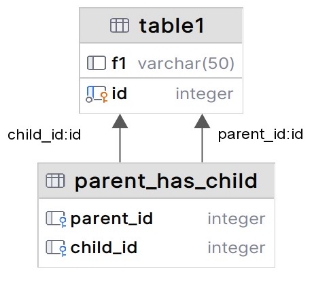 table1
f1 varchar(50)
id integer
child_id:id
parent_id:id
parent_has_child
parent_id integer
child_id integer